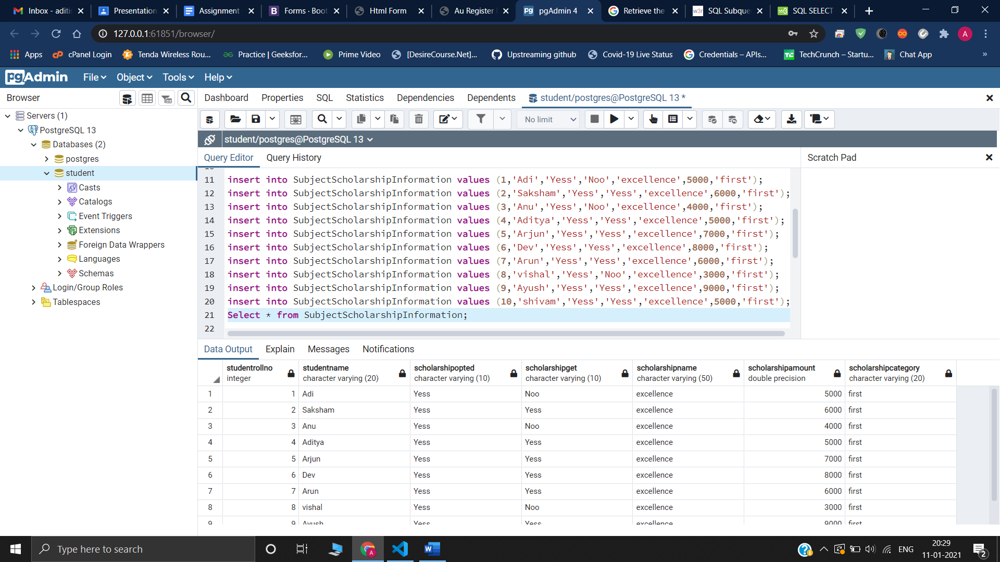 Inbox - aditis
Presentation
Assignment
Forms · Boot
Html Form
Au Register
pgAdmin 4
Retrieve the
SQL Subque
SQL SELECT
127.0.0.1:61851/browser/
A
Apps
cPanel Login
Tenda Wireless Rou...
Practice | Geeksfor...
Prime Video
[DesireCourse.Net]...
Upstreaming github
Covid-19 Live Status
Credentials – APIs...
TechCrunch – Startu...
Chat App
»
pgAdmin File Object Tools Help
Browser
Dashboard Properties SQL Statistics Dependencies Dependents student/postgres@PostgreSQL 13 *
Servers (1)
PostgreSQL 13
Databases (2)
postgres
student
Casts
Catalogs
Event Triggers
Extensions
Foreign Data Wrappers
Languages
Schemas
Login/Group Roles
Tablespaces
No limit
student/postgres@PostgreSQL 13
Query Editor Query History
Scratch Pad
11 insert into SubjectScholarshipInformation values (1,'Adi','Yess','Noo','excellence',5000,'first');
12 insert into SubjectScholarshipInformation values (2,'Saksham','Yess','Yess','excellence',6000,'first');
13 insert into SubjectScholarshipInformation values (3,'Anu','Yess','Noo','excellence',4000,'first');
14 insert into SubjectScholarshipInformation values (4,'Aditya','Yess','Yess','excellence',5000,'first');
15 insert into SubjectScholarshipInformation values (5,'Arjun','Yess','Yess','excellence',7000,'first');
16 insert into SubjectScholarshipInformation values (6,'Dev','Yess','Yess','excellence',8000,'first');
17 insert into SubjectScholarshipInformation values (7,'Arun','Yess','Yess','excellence',6000,'first');
18 insert into SubjectScholarshipInformation values (8,'vishal','Yess','Noo','excellence',3000,'first');
19 insert into SubjectScholarshipInformation values (9,'Ayush','Yess','Yess','excellence',9000,'first');
20 insert into SubjectScholarshipInformation values (10,'shivam','Yess','Yess','excellence',5000,'first');
21 Select * from SubjectScholarshipInformation;
22
Data Output Explain Messages Notifications
studentrollno studentname scholarshipopted scholarshipget scholarshipname scholarshipamount scholarshipcategory
integer character varying (20) character varying (10) character varying (10) character varying (50) double precision character varying (20)
1 1 Adi Yess Noo excellence 5000 first
2 2 Saksham Yess Yess excellence 6000 first
3 3 Anu Yess Noo excellence 4000 first
4 4 Aditya Yess Yess excellence 5000 first
5 5 Arjun Yess Yess excellence 7000 first
6 6 Dev Yess Yess excellence 8000 first
7 7 Arun Yess Yess excellence 6000 first
8 8 vishal Yess Noo excellence 3000 first
9 9 Ayush Yess Yess excellence 9000 first
Type here to search
ENG
20:29
11-01-2021
2